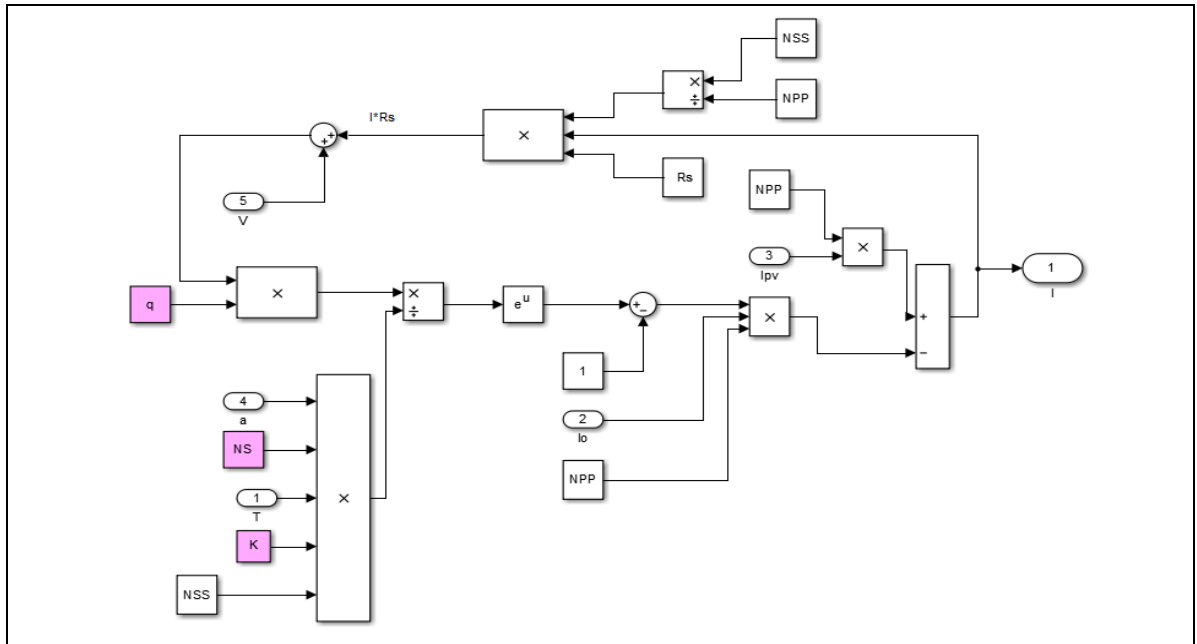 NSS
NPP
×
÷
I*Rs
×
+
+
Rs
5
V
NPP
3
Ipv
×
1
I
q
×
×
÷
e^u
+
−
1
×
+
−
4
a
NS
2
Io
1
T
×
NPP
K
NSS